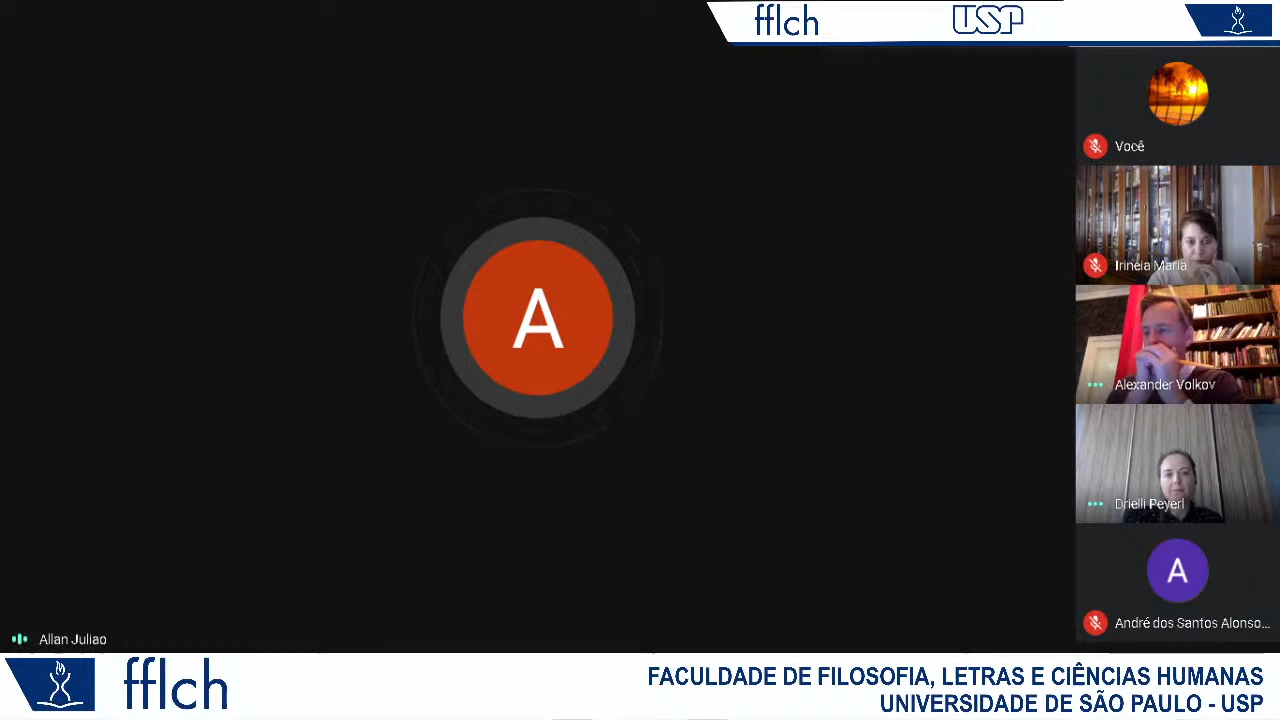 fflch
USP
Você
Irinéia Maria
Alexander Volkov
Drielli Peyerl
A
André dos Santos Alonso...
A
Allan Juliao
fflch
FACULDADE DE FILOSOFIA, LETRAS E CIÊNCIAS HUMANAS
UNIVERSIDADE DE SÃO PAULO - USP